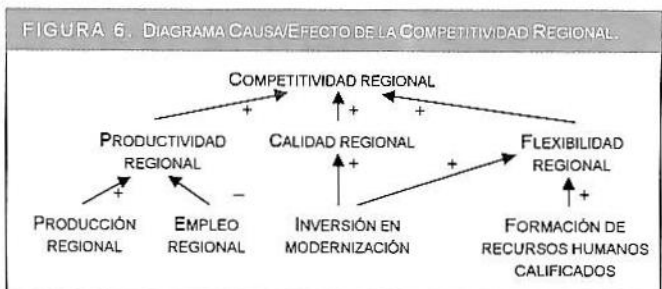 FIGURA 6. DIAGRAMA CAUSA/EFECTO DE LA COMPETITIVIDAD REGIONAL.
COMPETITIVIDAD REGIONAL
+ + +
PRODUCTIVIDAD REGIONAL
CALIDAD REGIONAL
FLEXIBILIDAD REGIONAL
+ − + + +
PRODUCCIÓN REGIONAL
EMPLEO REGIONAL
INVERSIÓN EN MODERNIZACIÓN
FORMACIÓN DE RECURSOS HUMANOS CALIFICADOS